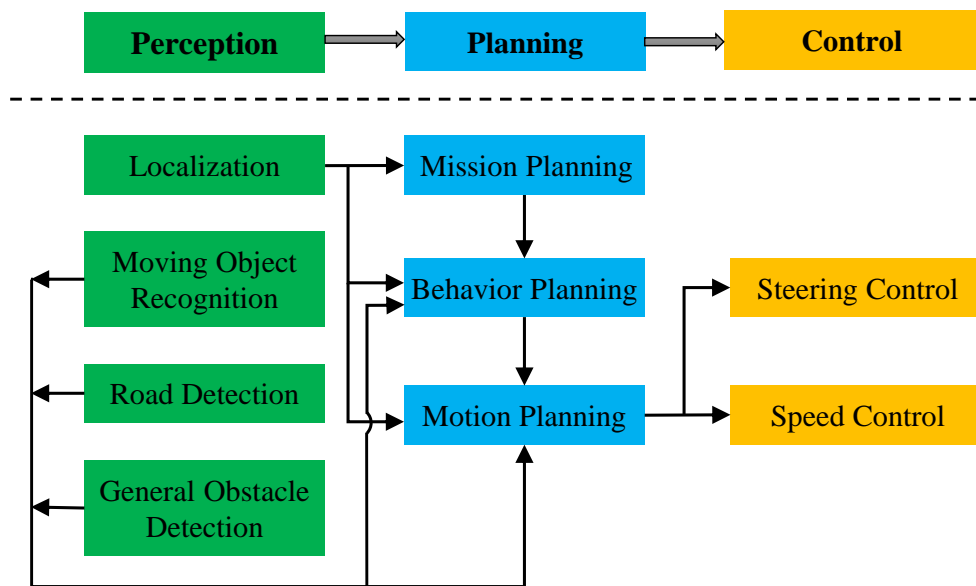 Perception
Planning
Control
Localization
Mission Planning
Moving Object
Recognition
Behavior Planning
Steering Control
Road Detection
Motion Planning
Speed Control
General Obstacle
Detection